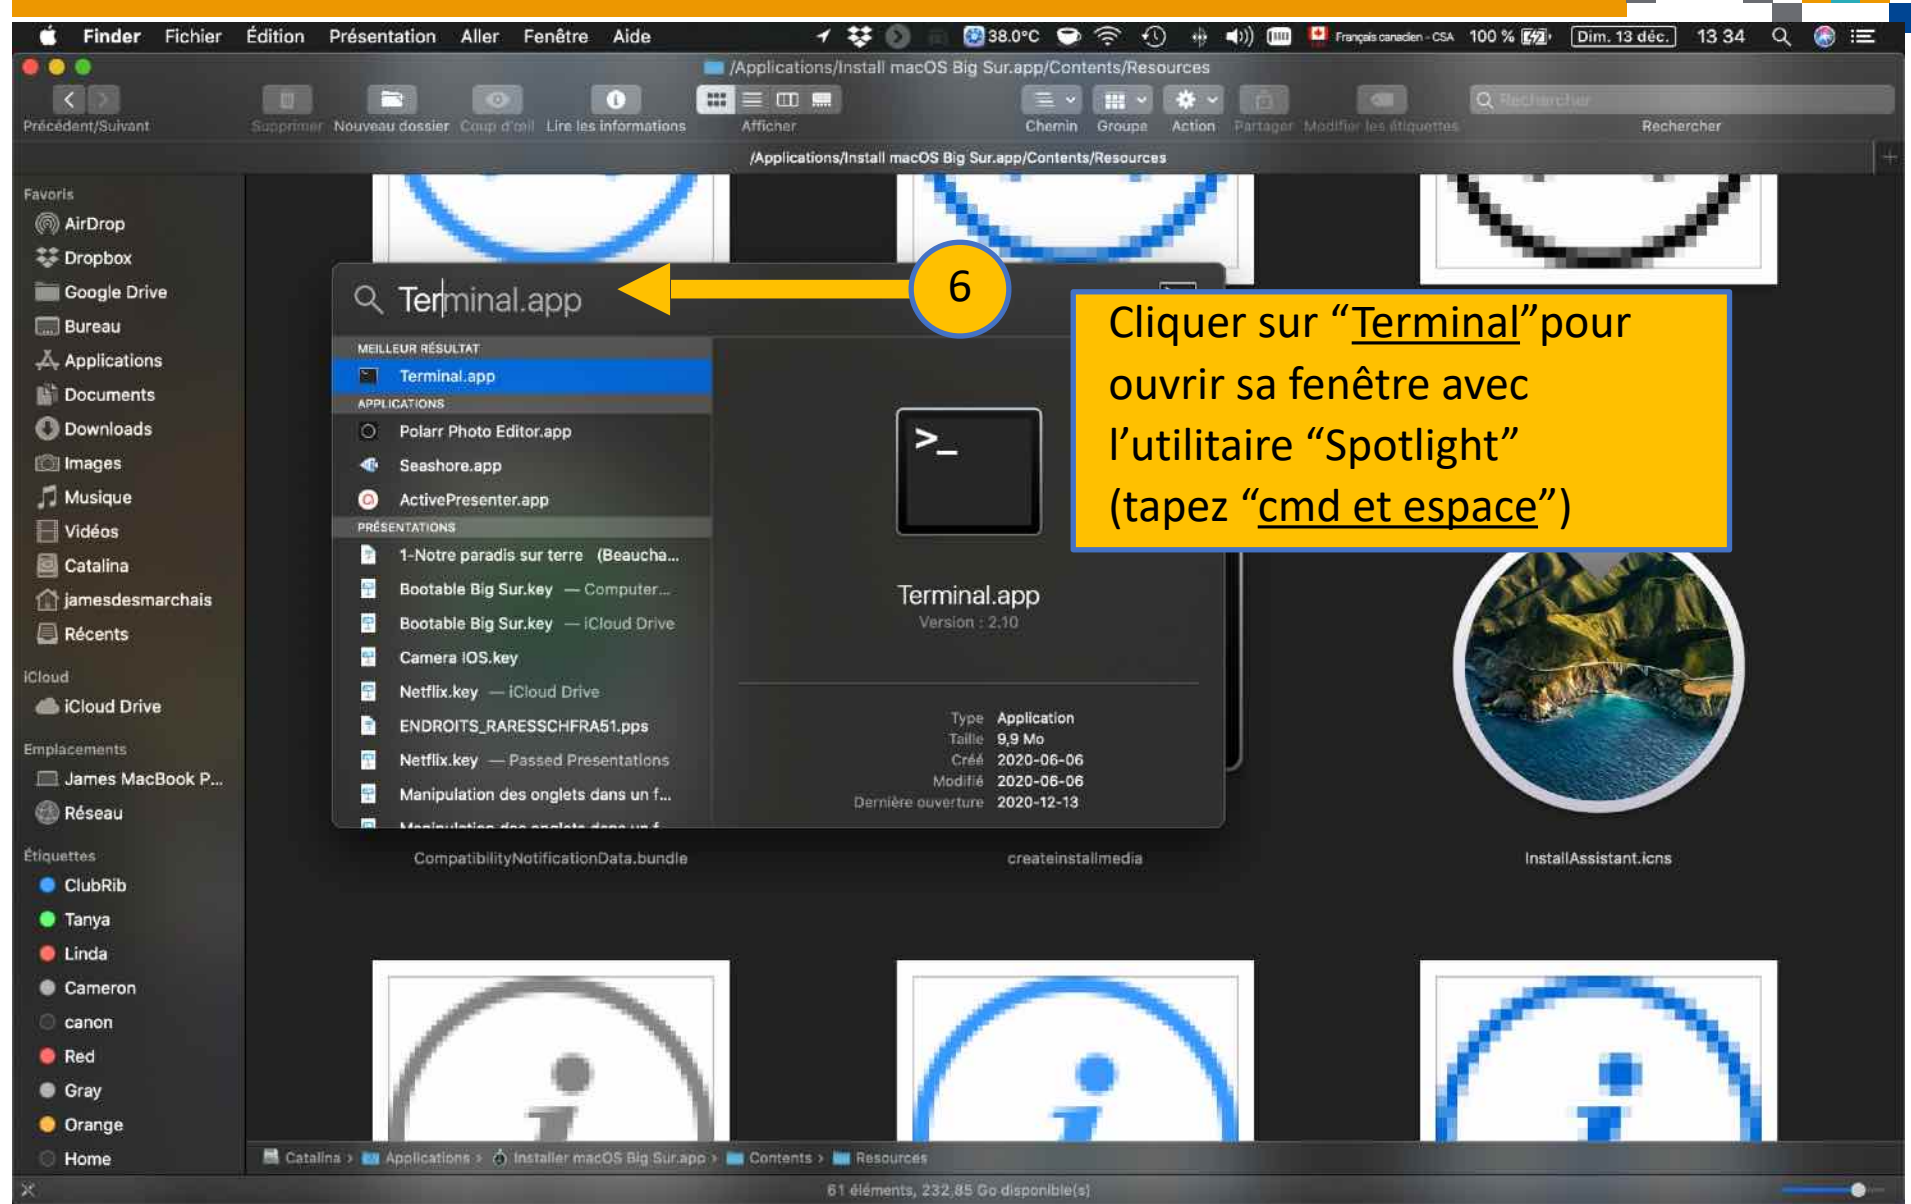 Finder Fichier Édition Présentation Aller Fenêtre Aide 38.0°C Français canadien - CSA 100 % Dim. 13 déc. 13 34
/Applications/Install macOS Big Sur.app/Contents/Resources
Rechercher
Précédent/Suivant Supprimer Nouveau dossier Coup d'œil Lire les informations Afficher Chemin Groupe Action Partager Modifier les étiquettes Rechercher
/Applications/Install macOS Big Sur.app/Contents/Resources
Favoris
AirDrop
Dropbox
Google Drive
Bureau
Applications
Documents
Downloads
Images
Musique
Vidéos
Catalina
jamesdesmarchais
Récents
iCloud
iCloud Drive
Emplacements
James MacBook P...
Réseau
Étiquettes
ClubRib
Tanya
Linda
Cameron
canon
Red
Gray
Orange
Home
Terminal.app
6
MEILLEUR RÉSULTAT
Terminal.app
APPLICATIONS
Polarr Photo Editor.app
Seashore.app
ActivePresenter.app
PRÉSENTATIONS
1-Notre paradis sur terre (Beaucha...
Bootable Big Sur.key — Computer...
Bootable Big Sur.key — iCloud Drive
Camera iOS.key
Netflix.key — iCloud Drive
ENDROITS_RARESSCHFRA51.pps
Netflix.key — Passed Presentations
Manipulation des onglets dans un f...
Manipulation des onglets dans un f
>_
Terminal.app
Version : 2.10
Type Application
Taille 9,9 Mo
Créé 2020-06-06
Modifié 2020-06-06
Dernière ouverture 2020-12-13
Cliquer sur “Terminal”pour
ouvrir sa fenêtre avec
l’utilitaire “Spotlight”
(tapez “cmd et espace”)
CompatibilityNotificationData.bundle
createinstallmedia
InstallAssistant.icns
Catalina › Applications › Installer macOS Big Sur.app › Contents › Resources
61 éléments, 232,85 Go disponible(s)